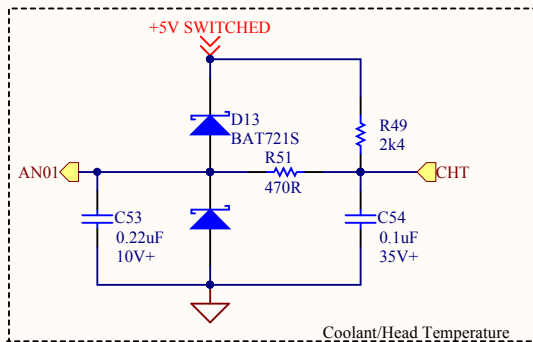 +5V SWITCHED
D13
BAT721S
R49
2k4
R51
470R
AN01
CHT
C53
0.22uF
10V+
C54
0.1uF
35V+
Coolant/Head Temperature